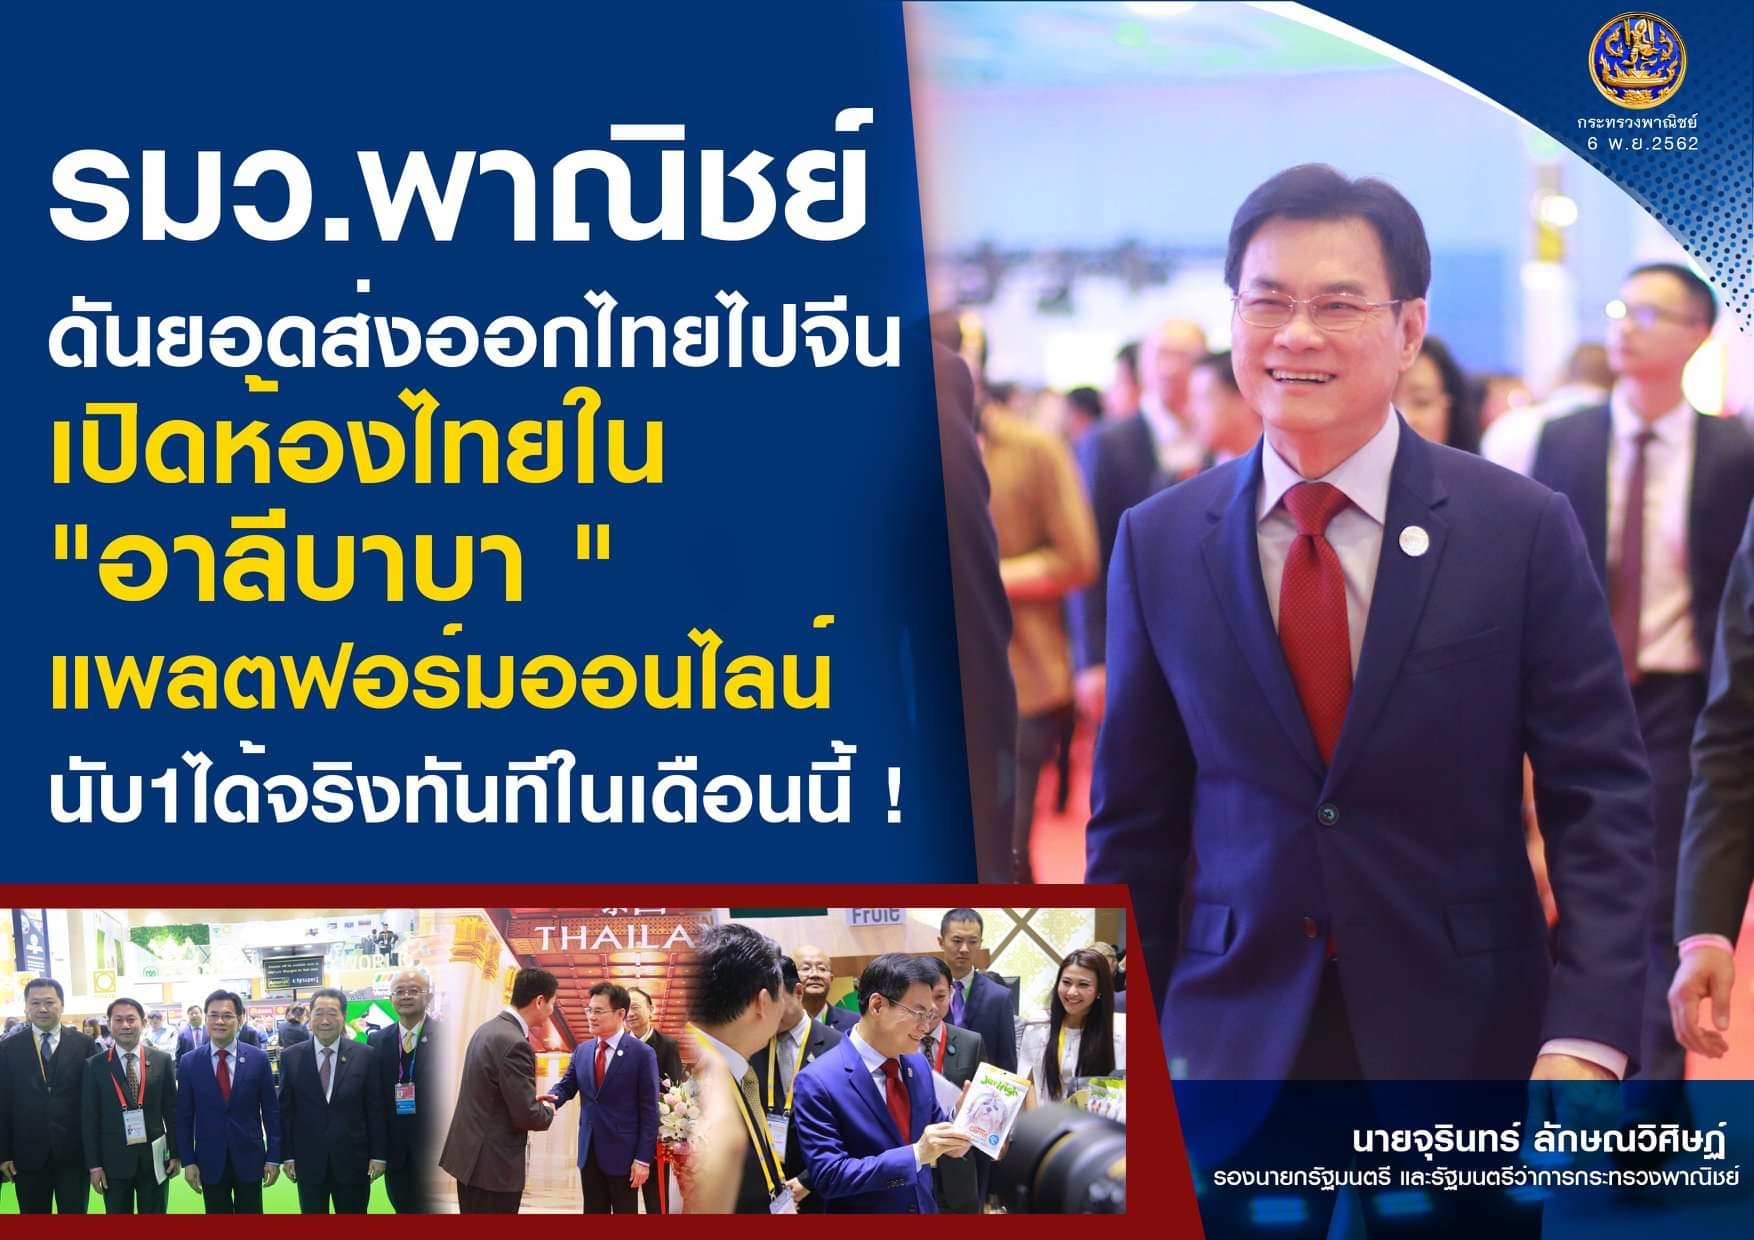 กระทรวงพาณิชย์
6 พ.ย.2562
รมว.พาณิชย์
ดันยอดส่งออกไทยไปจีน
เปิดห้องไทยใน
"อาลีบาบา "
แพลตฟอร์มออนไลน์
นับ1ได้จริงทันทีในเดือนนี้ !
THAILA
Fruit
นายจุรินทร์ ลักษณวิศิษฏ์
รองนายกรัฐมนตรี และรัฐมนตรีว่าการกระทรวงพาณิชย์